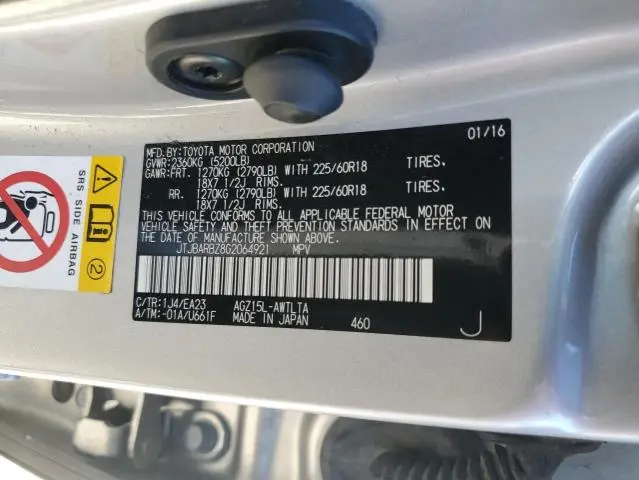 01/16
MFD.BY:TOYOTA MOTOR CORPORATION
GVWR:2360KG (5200LB)
GAWR:FRT. 1270KG (2790LB) WITH 225/60R18 TIRES.
18X7 1/2J RIMS.
RR. 1270KG (2790LB) WITH 225/60R18 TIRES.
18X7 1/2J RIMS.
THIS VEHICLE CONFORMS TO ALL APPLICABLE FEDERAL MOTOR
VEHICLE SAFETY AND THEFT PREVENTION STANDARDS IN EFFECT ON
THE DATE OF MANUFACTURE SHOWN ABOVE.
JTJBARBZ8G2064921 MPV
C/TR:1J4/EA23 AGZ15L-AWTLTA
A/TM:-01A/U661F MADE IN JAPAN 460 J
SRS SIDE AIRBAG
2